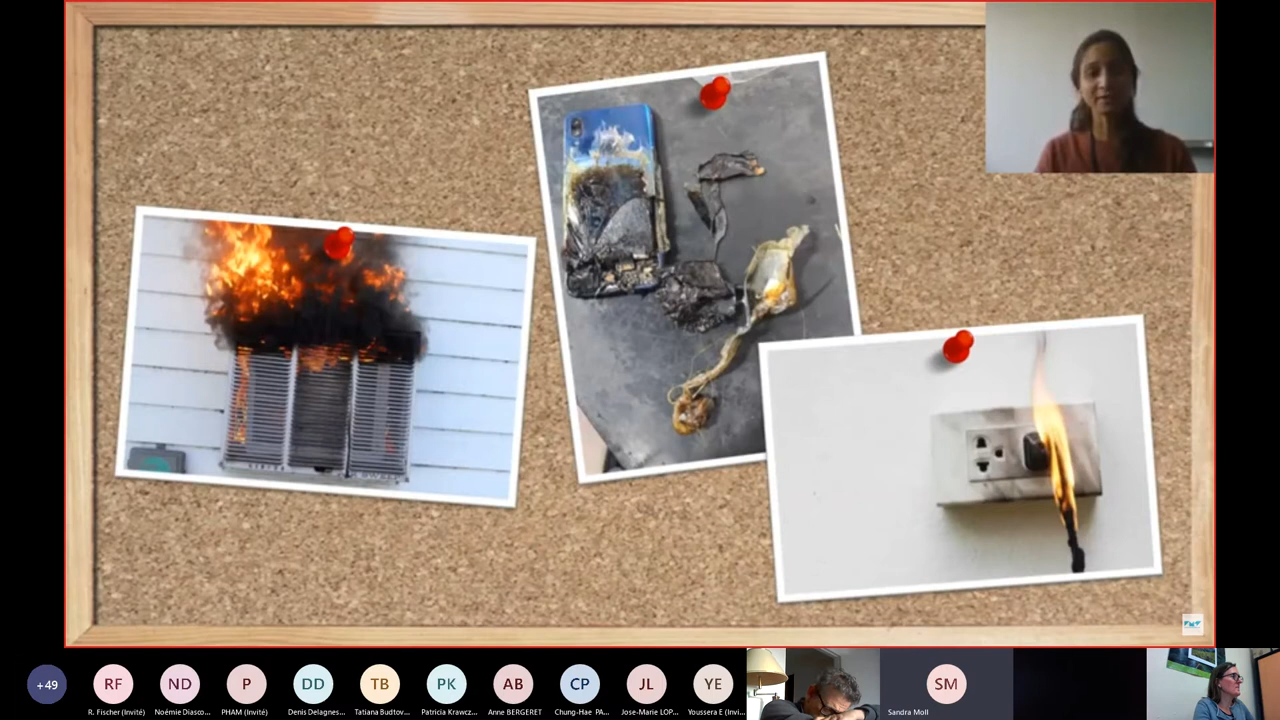 +49
RF
R. Fischer (Invité)
ND
Noémie Diasco...
P
PHAM (Invité)
DD
Denis Delagnes...
TB
Tatiana Budtov...
PK
Patricia Krawcz...
AB
Anne BERGERET
CP
Chung-Hae PA...
JL
Jose-Marie LOP...
YE
Youssera E (Invi...
SM
Sandra Moll